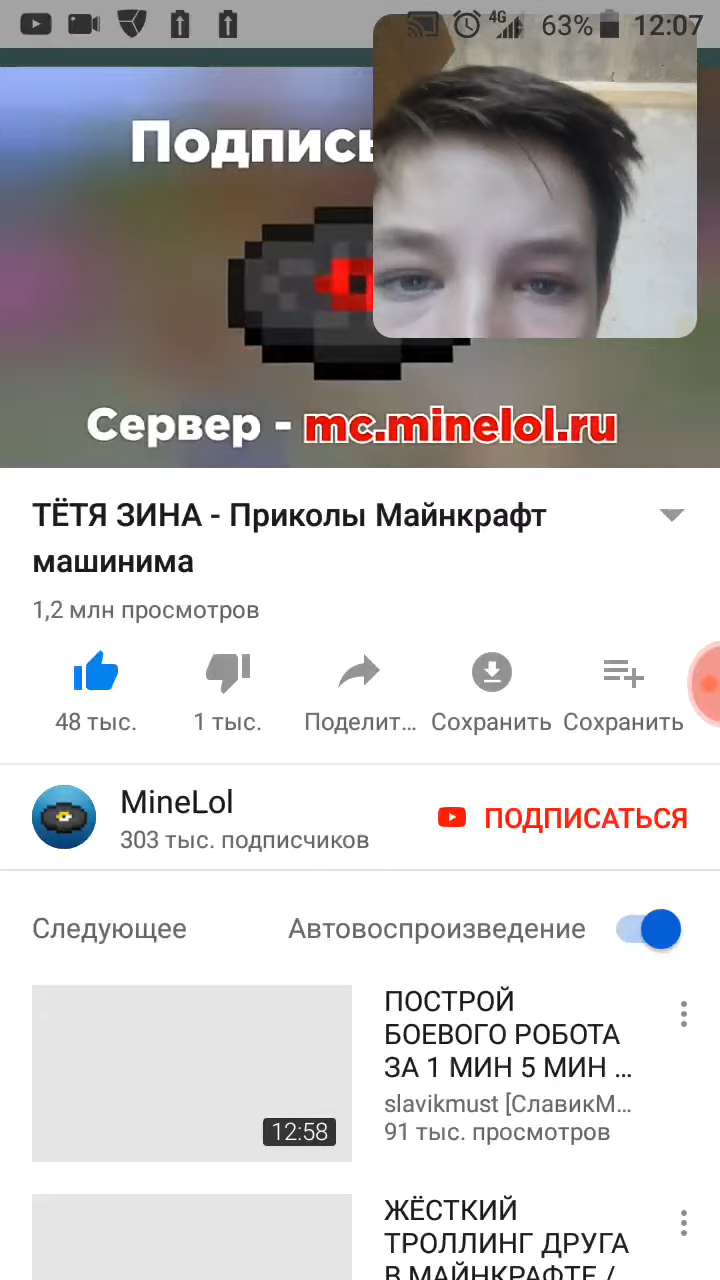 4G 63% 12:07
Подпись
Сервер - mc.minelol.ru
ТЁТЯ ЗИНА - Приколы Майнкрафт
машинима
1,2 млн просмотров
48 тыс. 1 тыс. Поделит... Сохранить Сохранить
MineLol
303 тыс. подписчиков
ПОДПИСАТЬСЯ
Следующее Автовоспроизведение
12:58
ПОСТРОЙ
БОЕВОГО РОБОТА
ЗА 1 МИН 5 МИН ...
slavikmust [СлавикМ...
91 тыс. просмотров
ЖЁСТКИЙ
ТРОЛЛИНГ ДРУГА
В МАЙНКРАФТЕ /